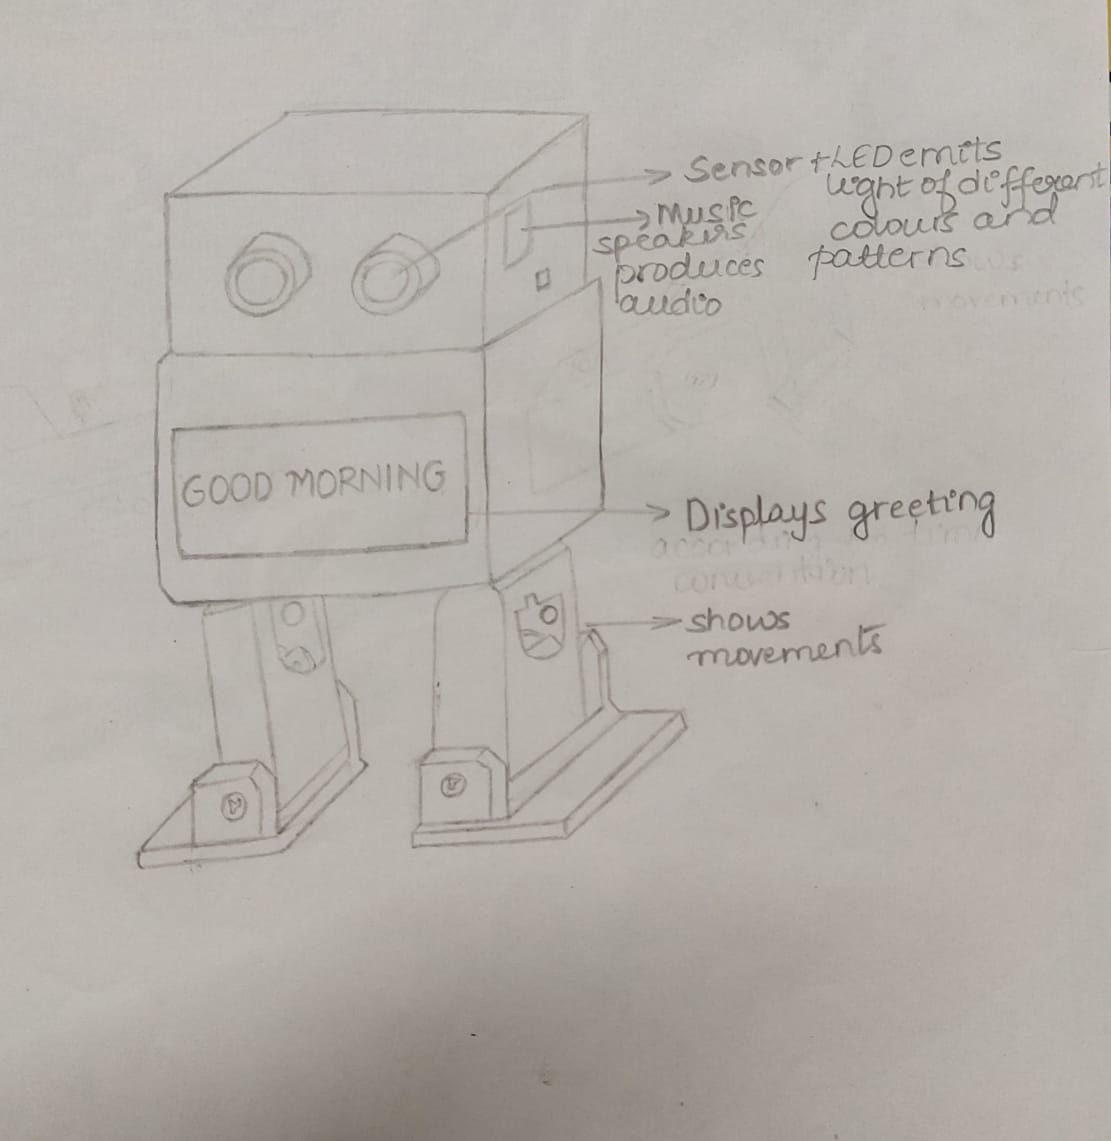 Sensor + LED emits
light of different
colours and
patterns
Music
speakers
produces
audio
movements
GOOD MORNING
Displays greeting
shows
movements